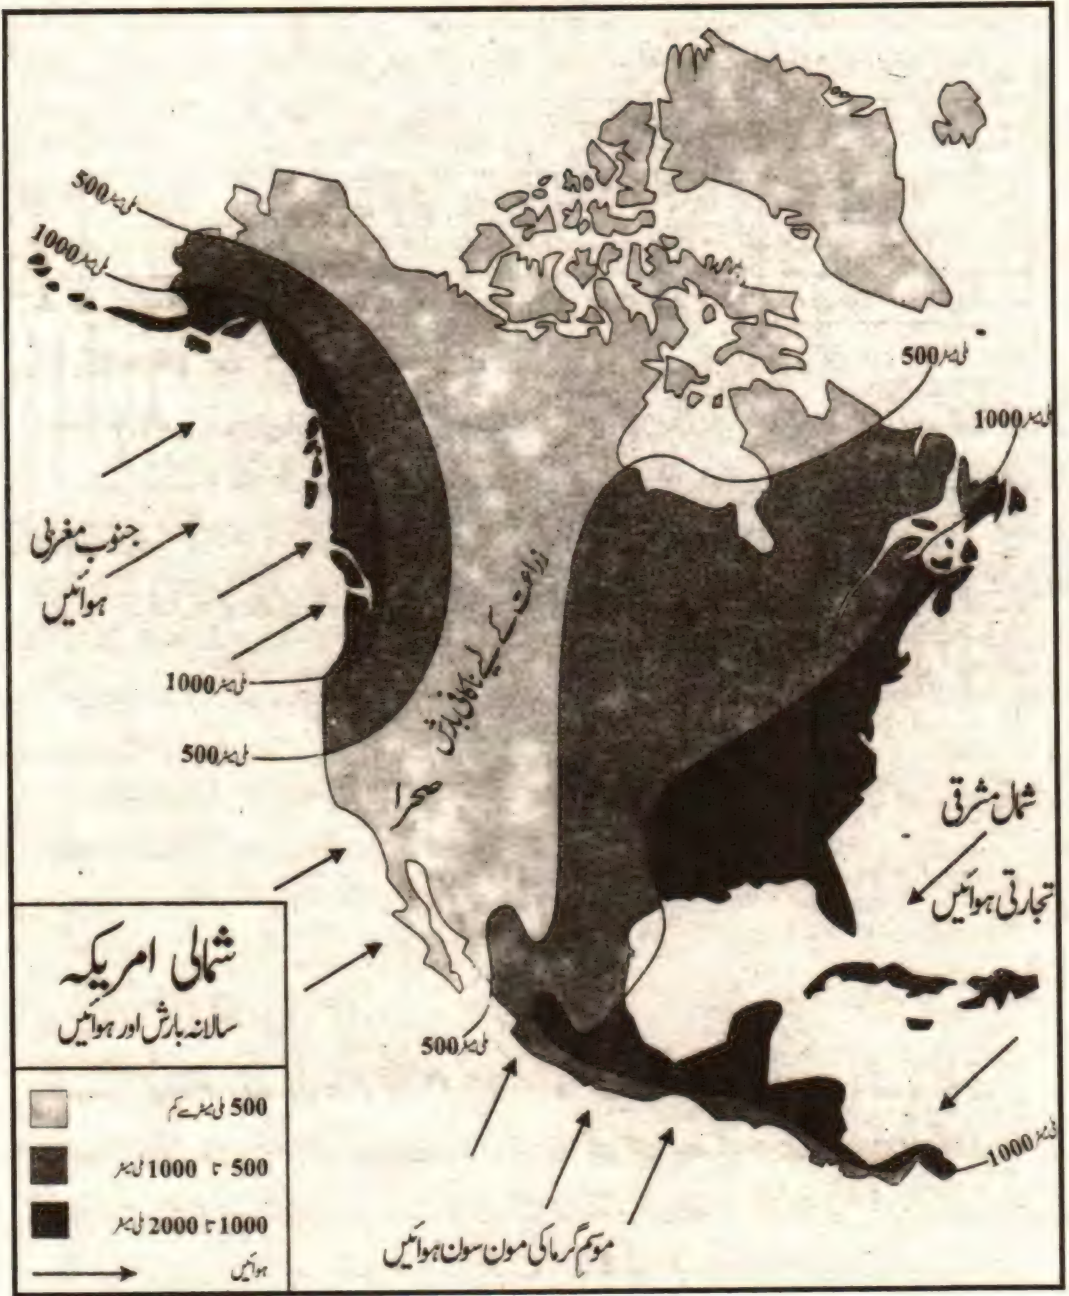 500 ملی میٹر
1000 ملی میٹر
500 ملی میٹر
1000 ملی میٹر
جنوب مغربی
ہوائیں
زراعت کے لیے ناکافی بارش
1000 ملی میٹر
500 ملی میٹر
صحرا
شمال مشرقی
تجارتی ہوائیں
500 ملی میٹر
1000 ملی میٹر
موسم گرما کی مون سون ہوائیں
شمالی امریکہ
سالانہ بارش اور ہوائیں
500 ملی میٹر سے کم
500 تا 1000 ملی میٹر
1000 تا 2000 ملی میٹر
ہوائیں